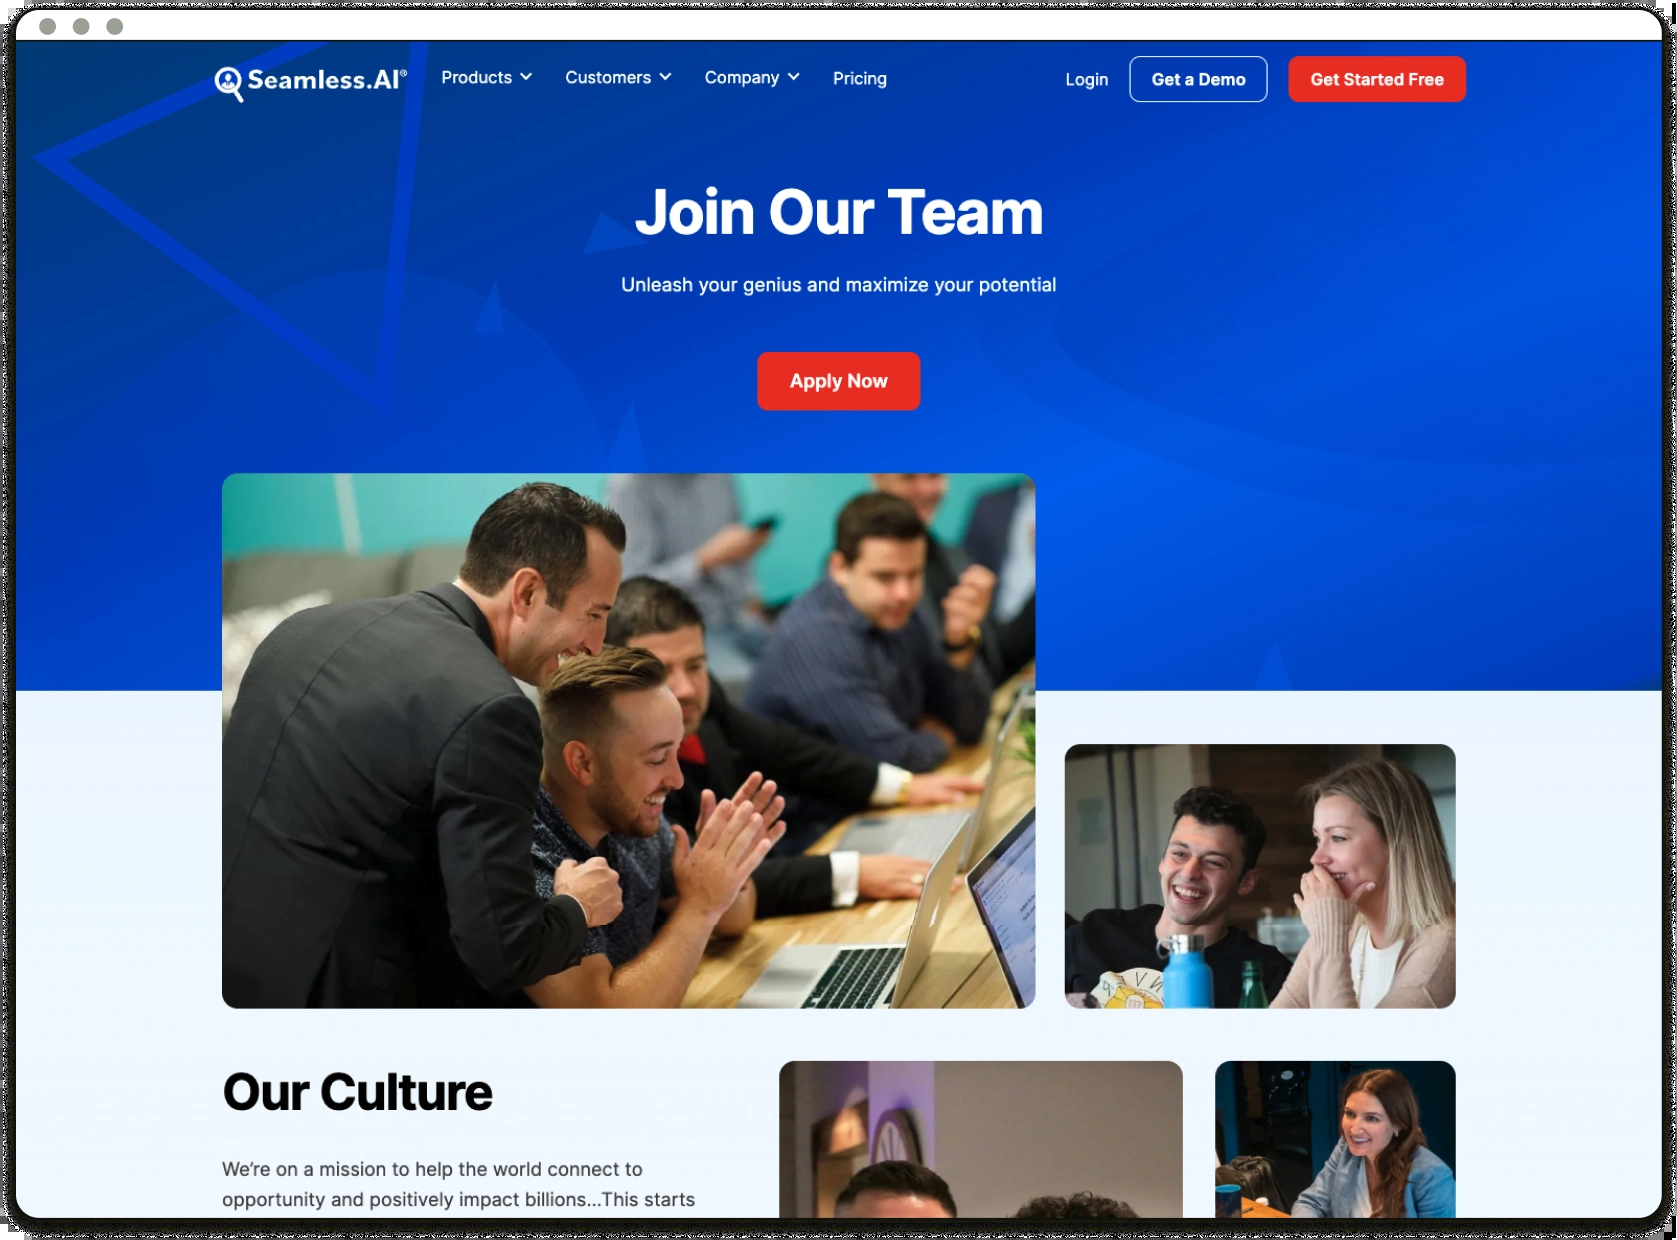 Seamless.AI®
Products
Customers
Company
Pricing
Login
Get a Demo
Get Started Free
Join Our Team
Unleash your genius and maximize your potential
Apply Now
Our Culture
We're on a mission to help the world connect to
opportunity and positively impact billions...This starts